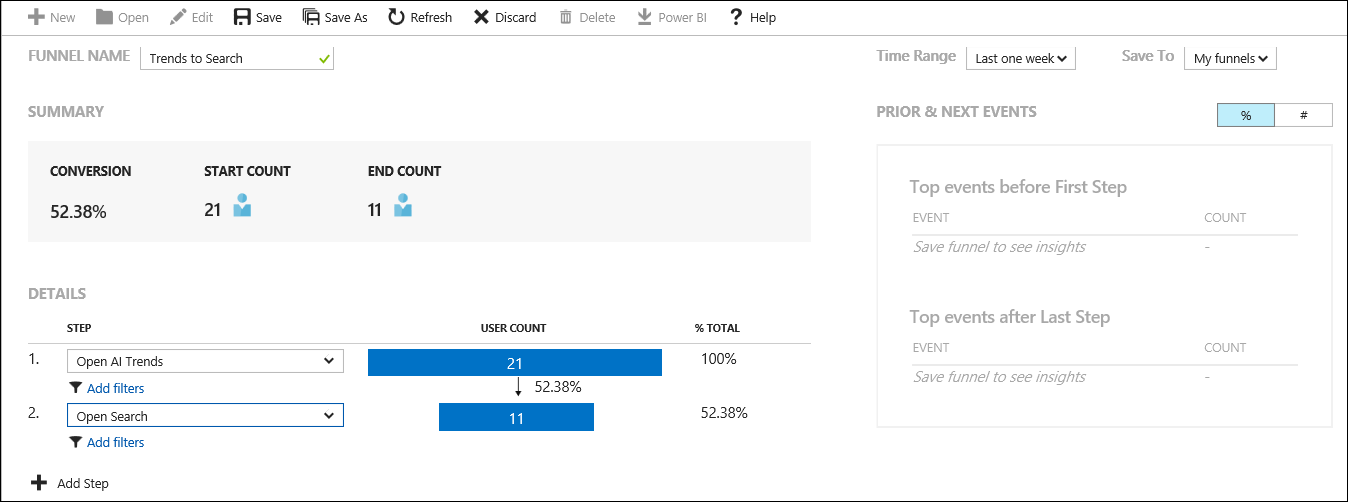 New Open Edit Save Save As Refresh Discard Delete Power BI Help
FUNNEL NAME Trends to Search Time Range Last one week Save To My funnels
SUMMARY PRIOR & NEXT EVENTS % #
CONVERSION START COUNT END COUNT
52.38% 21 11
Top events before First Step
EVENT COUNT
Save funnel to see insights -
DETAILS
Top events after Last Step
STEP USER COUNT % TOTAL
EVENT COUNT
1. Open AI Trends 21 100%
Save funnel to see insights -
Add filters 52.38%
2. Open Search 11 52.38%
Add filters
Add Step